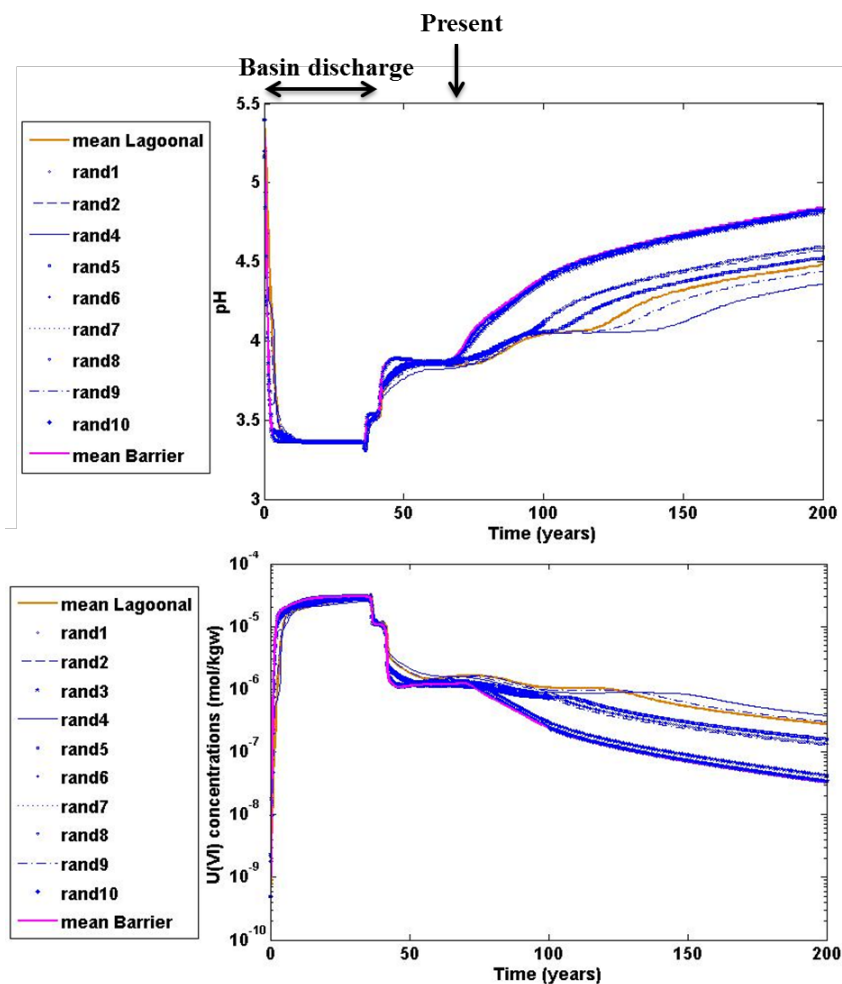 Present
Basin discharge
mean Lagoonal
rand1
rand2
rand4
rand5
rand6
rand7
rand8
rand9
rand10
mean Barrier
5.5
5
4.5
4
3.5
3
pH
0
50
100
150
200
Time (years)
mean Lagoonal
rand1
rand2
rand3
rand4
rand5
rand6
rand7
rand8
rand9
rand10
mean Barrier
10-4
10-5
10-6
10-7
10-8
10-9
10-10
U(VI) concentrations (mol/kgw)
0
50
100
150
200
Time (years)